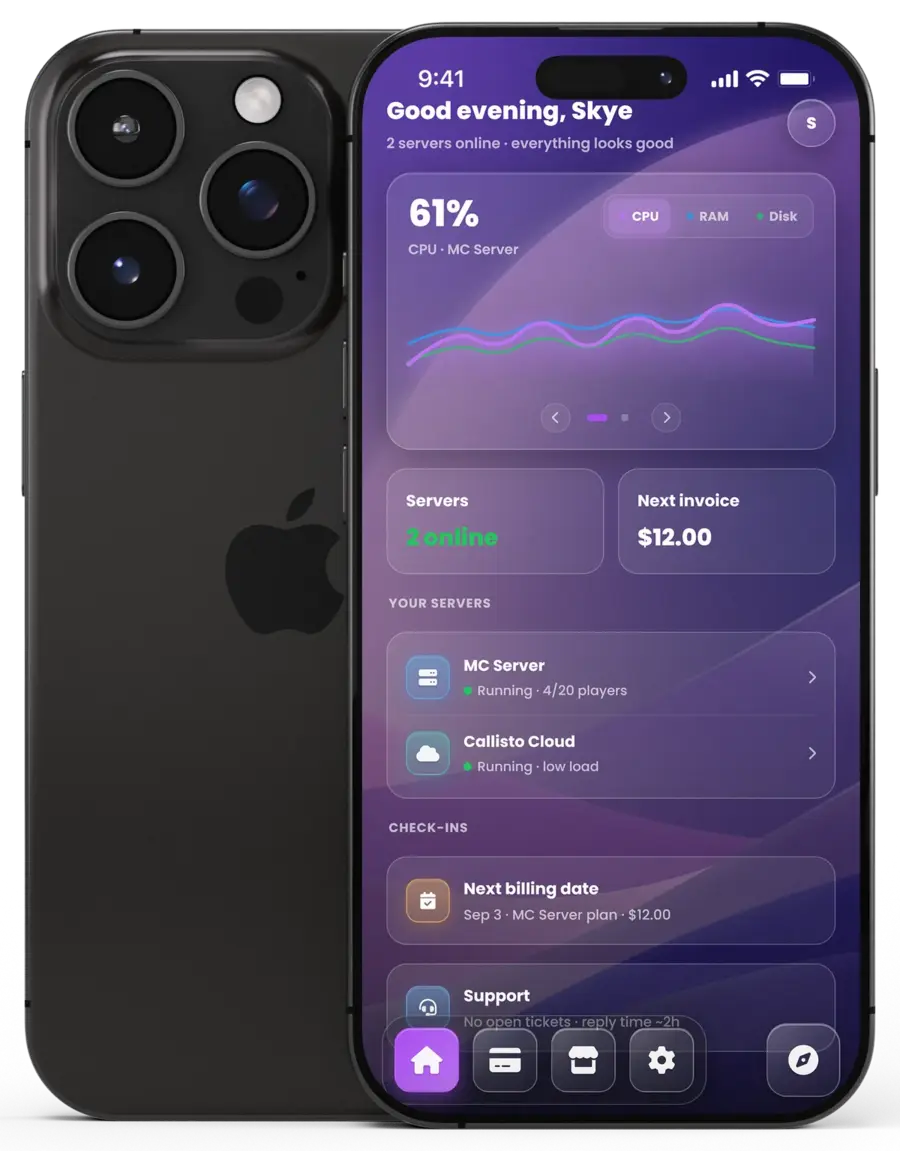 9:41
Good evening, Skye
S
2 servers online · everything looks good
61%
CPU
RAM
Disk
CPU · MC Server
Servers
Next invoice
2 online
$12.00
YOUR SERVERS
MC Server
Running · 4/20 players
Callisto Cloud
Running · low load
CHECK-INS
Next billing date
Sep 3 · MC Server plan · $12.00
Support
No open tickets · reply time ~2h